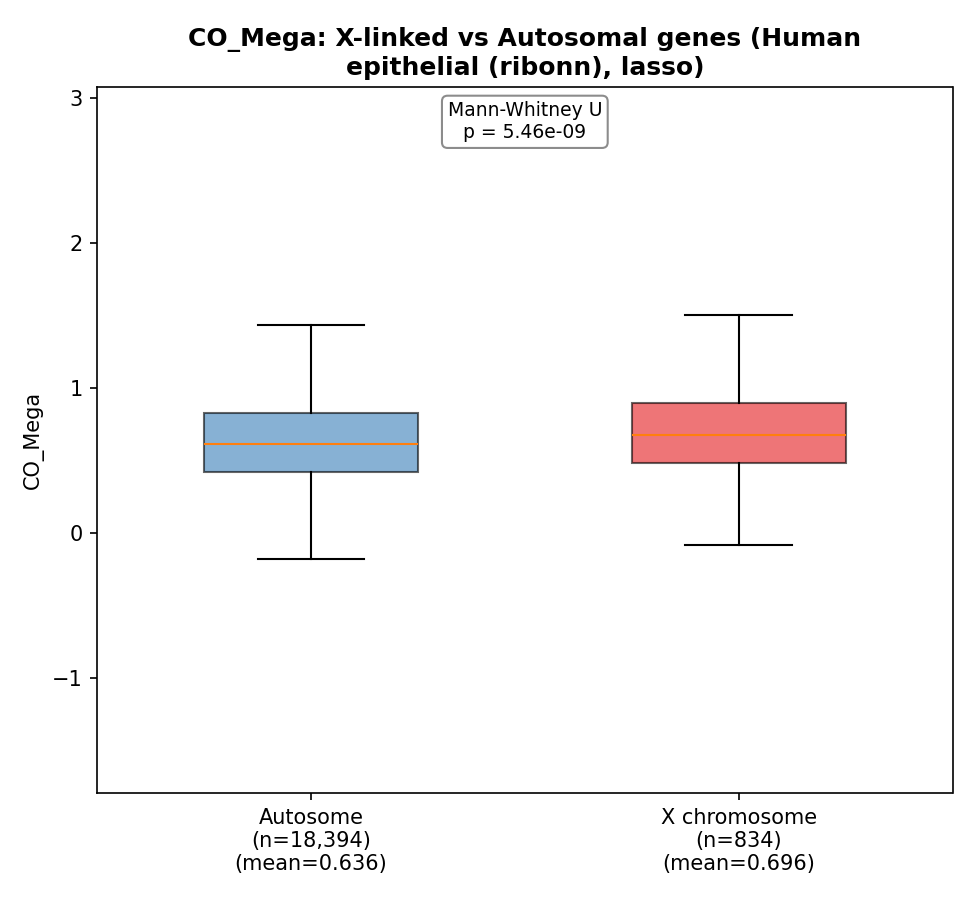 CO_Mega: X-linked vs Autosomal genes (Human
epithelial (ribonn), lasso)
Mann-Whitney U
p = 5.46e-09
3
2
1
0
−1
CO_Mega
Autosome
(n=18,394)
(mean=0.636)
X chromosome
(n=834)
(mean=0.696)